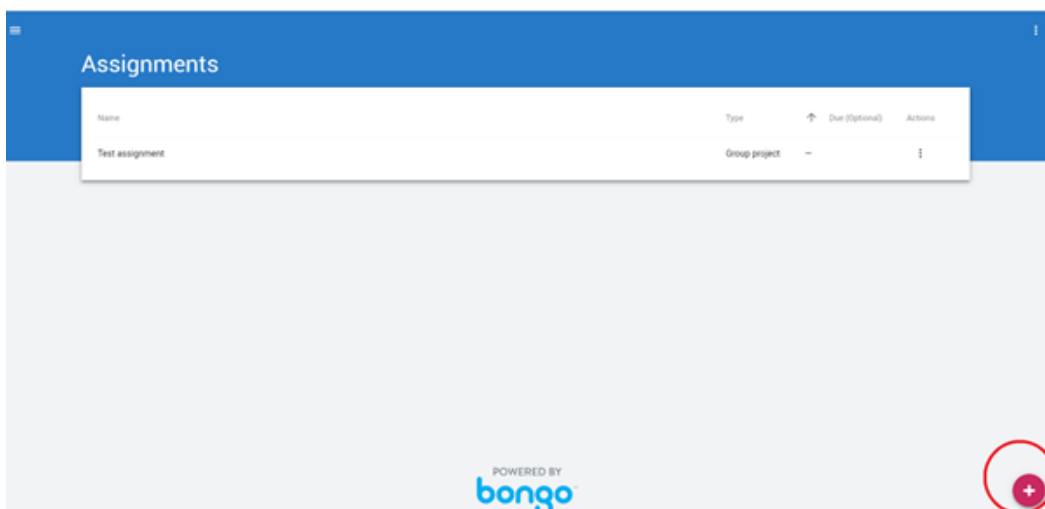 Assignments
Name Type Due (Optional) Actions
Test assignment Group project –
POWERED BY
bongo